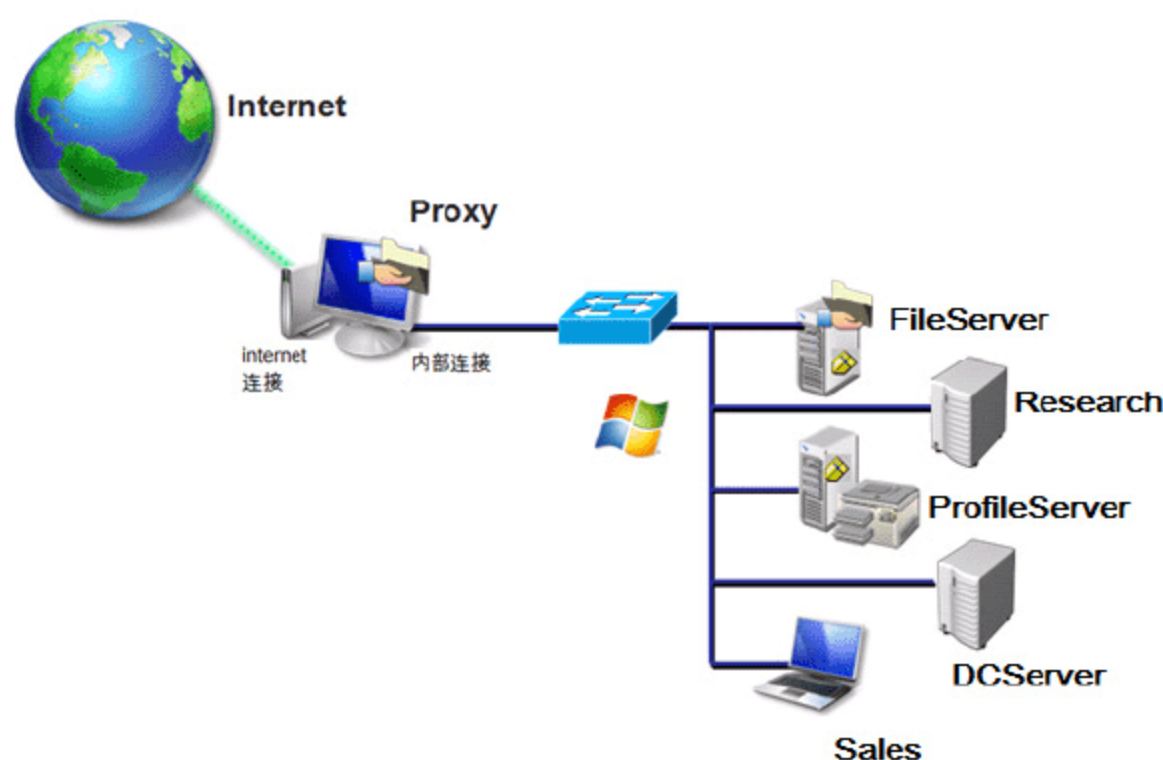 Internet
Proxy
internet
连接
内部连接
FileServer
Research
ProfileServer
DCServer
Sales